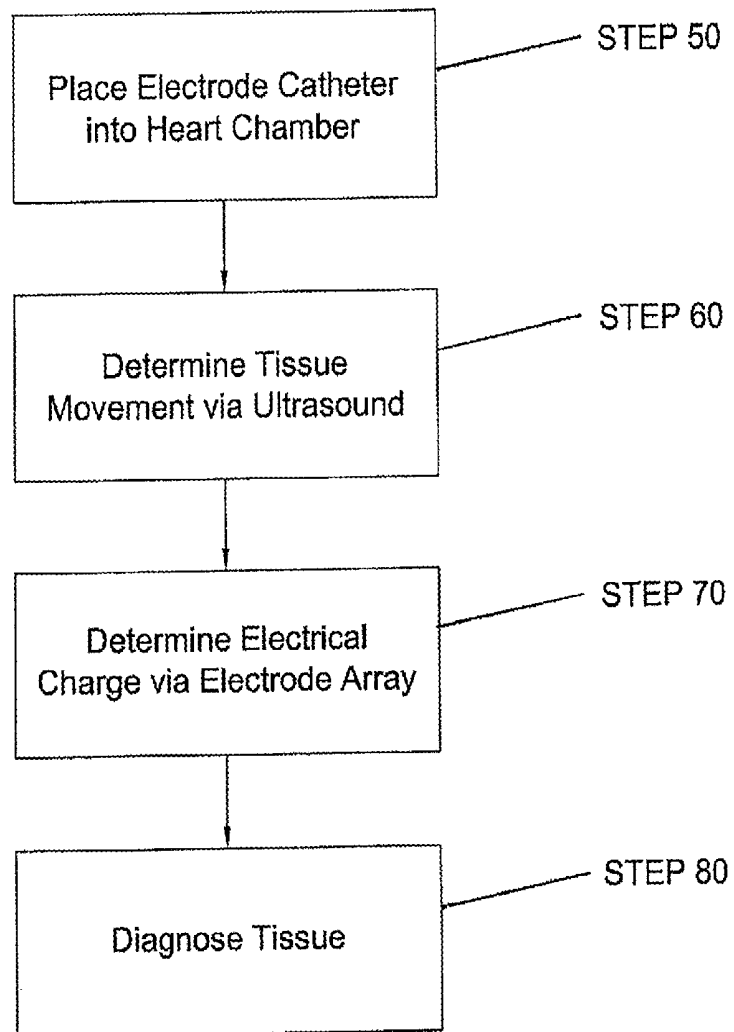 STEP 50
Place Electrode Catheter
into Heart Chamber
STEP 60
Determine Tissue
Movement via Ultrasound
STEP 70
Determine Electrical
Charge via Electrode Array
STEP 80
Diagnose Tissue